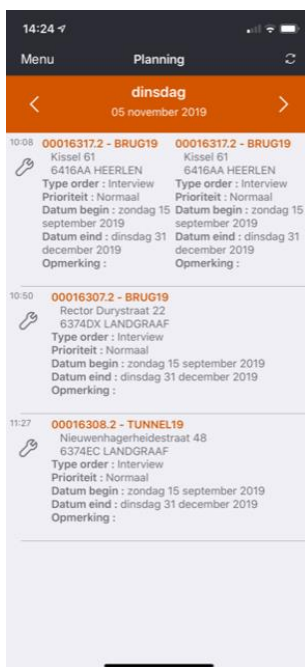 14:24
Menu Planning
dinsdag
05 november 2019
10:08 00016317.2 - BRUG19
Kissel 61
6416AA HEERLEN
Type order : Interview
Prioriteit : Normaal
Datum begin : zondag 15
september 2019
Datum eind : dinsdag 31
december 2019
Opmerking :
00016317.2 - BRUG19
Kissel 61
6416AA HEERLEN
Type order : Interview
Prioriteit : Normaal
Datum begin : zondag 15
september 2019
Datum eind : dinsdag 31
december 2019
Opmerking :
10:50 00016307.2 - BRUG19
Rector Durystraat 22
6374DX LANDGRAAF
Type order : Interview
Prioriteit : Normaal
Datum begin : zondag 15 september 2019
Datum eind : dinsdag 31 december 2019
Opmerking :
11:27 00016308.2 - TUNNEL19
Nieuwenhagerheidestraat 48
6374EC LANDGRAAF
Type order : Interview
Prioriteit : Normaal
Datum begin : zondag 15 september 2019
Datum eind : dinsdag 31 december 2019
Opmerking :